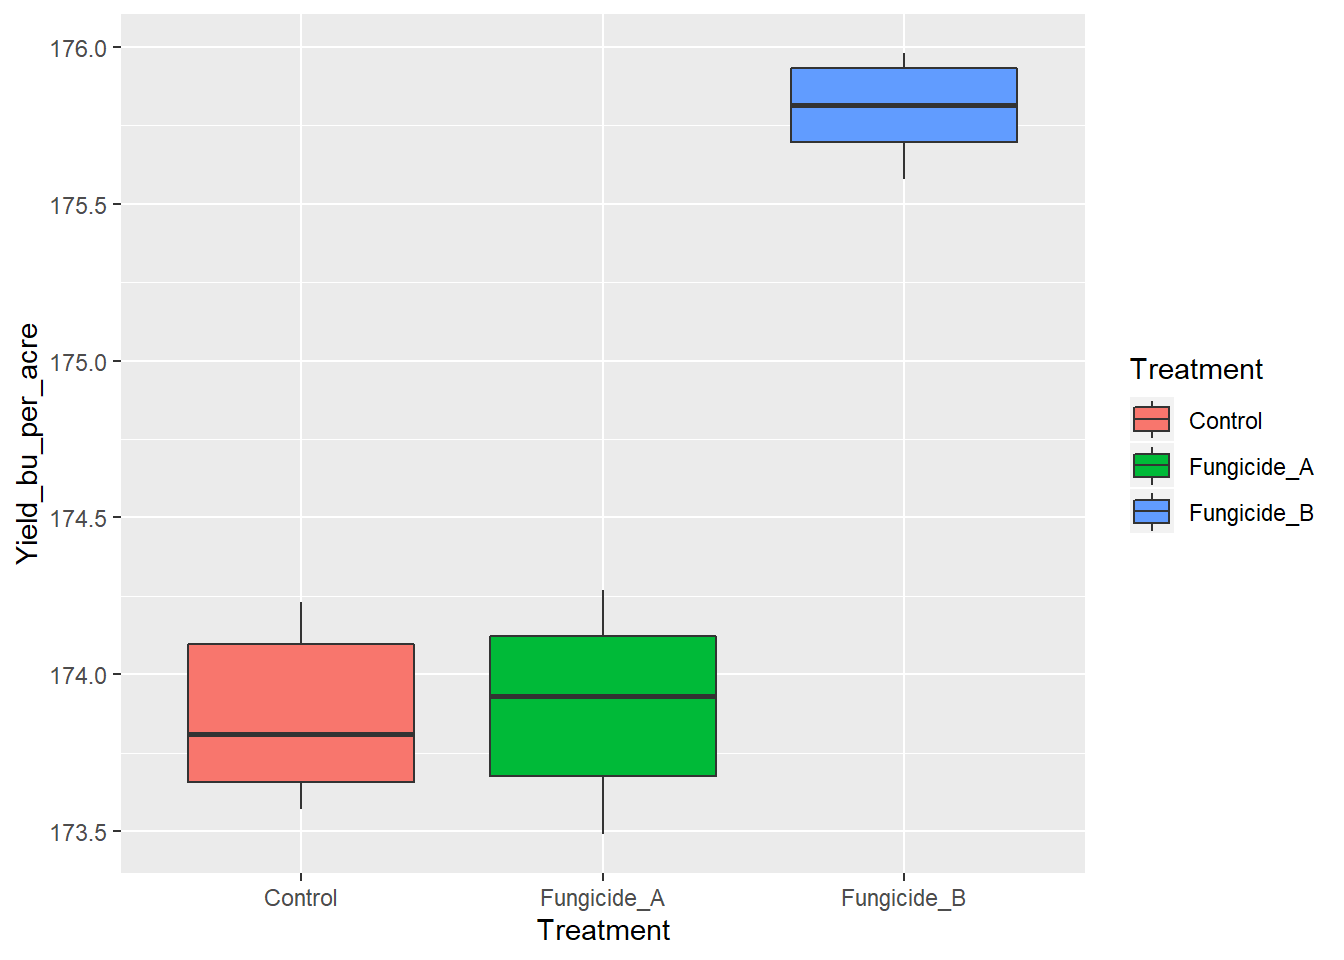 176.0
175.5
175.0
174.5
174.0
173.5
Yield_bu_per_acre
Control
Fungicide_A
Fungicide_B
Treatment
Treatment
Control
Fungicide_A
Fungicide_B